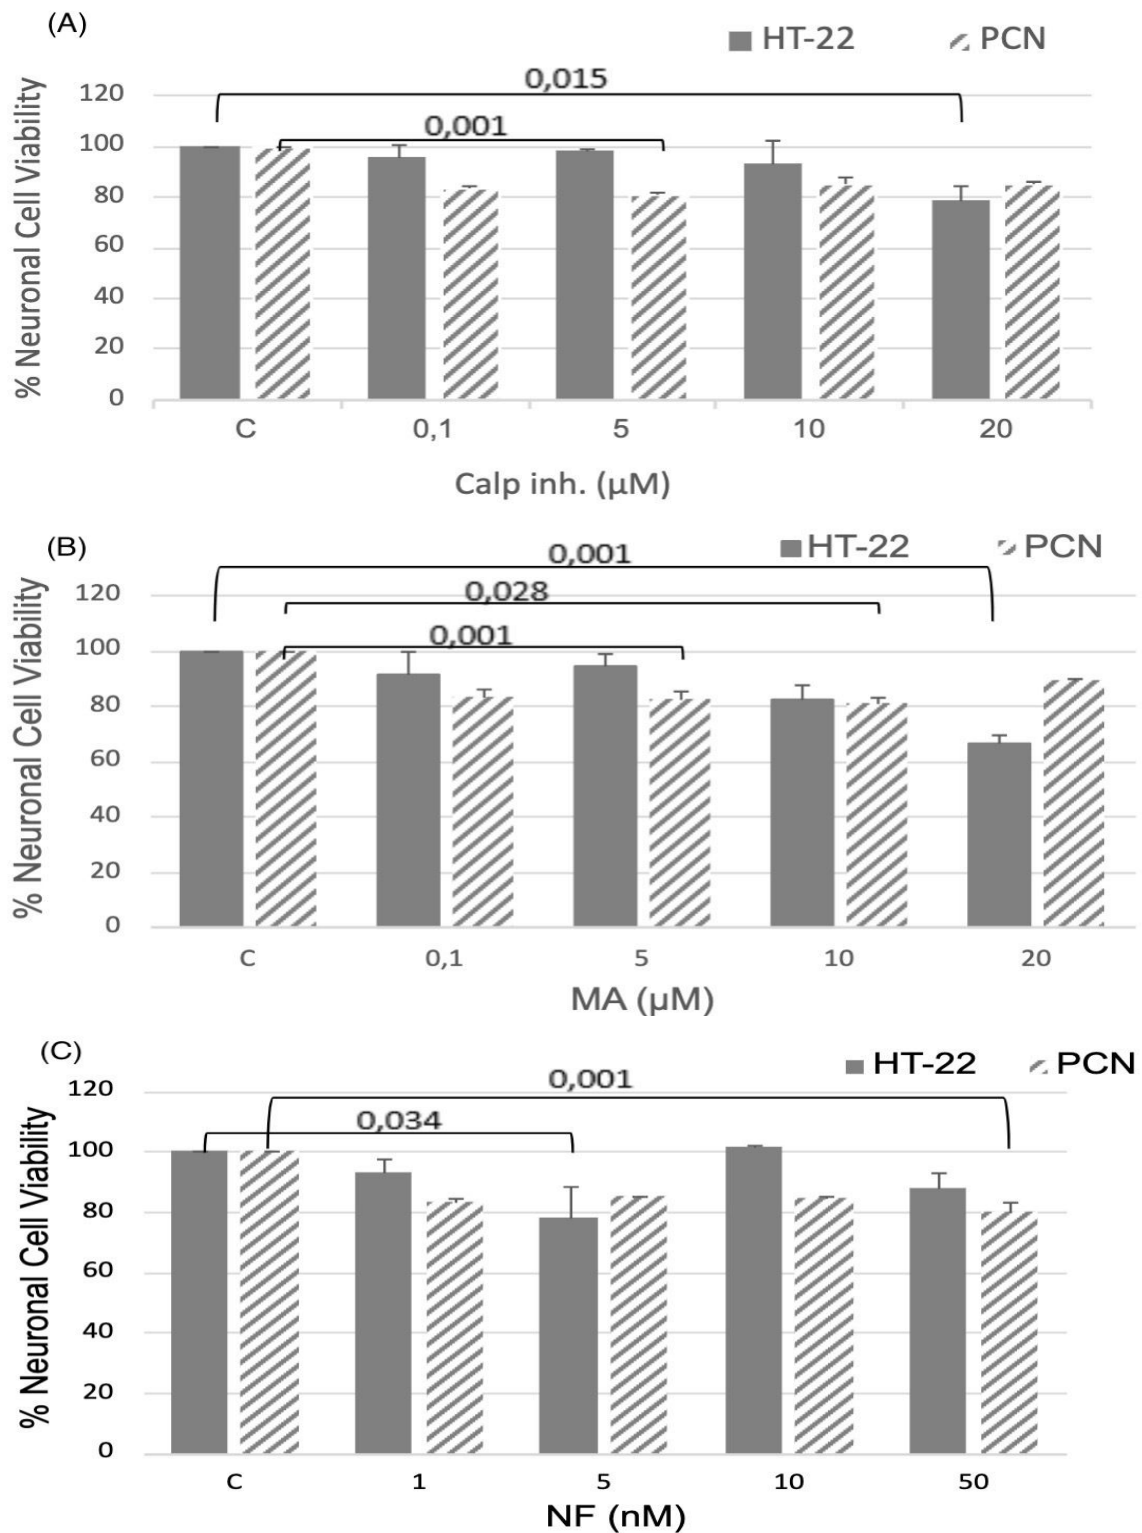 (A)
HT-22 PCN
% Neuronal Cell Viability
0,015
0,001
120
100
80
60
40
20
0
C 0,1 5 10 20
Calp inh. (µM)
(B)
HT-22 PCN
% Neuronal Cell Viability
0,001
0,028
0,001
120
100
80
60
40
20
0
C 0,1 5 10 20
MA (µM)
(C)
HT-22 PCN
% Neuronal Cell Viability
0,001
0,034
120
100
80
60
40
20
0
C 1 5 10 50
NF (nM)